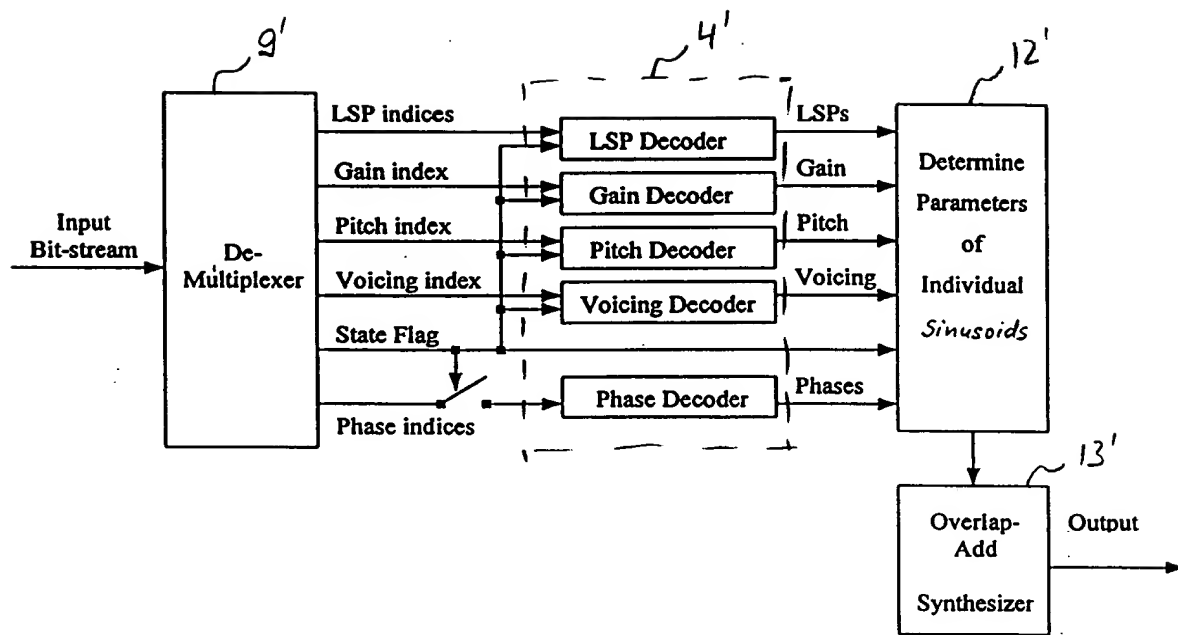 9'
4'
12'
LSP indices
LSPs
LSP Decoder
Determine
Parameters
of
Individual
Sinusoids
Gain index
Gain
Gain Decoder
Input
Bit-stream
De-
Multiplexer
Pitch index
Pitch
Pitch Decoder
Voicing index
Voicing
Voicing Decoder
State Flag
Phase Decoder
Phases
Phase indices
13'
Overlap-
Add
Synthesizer
Output